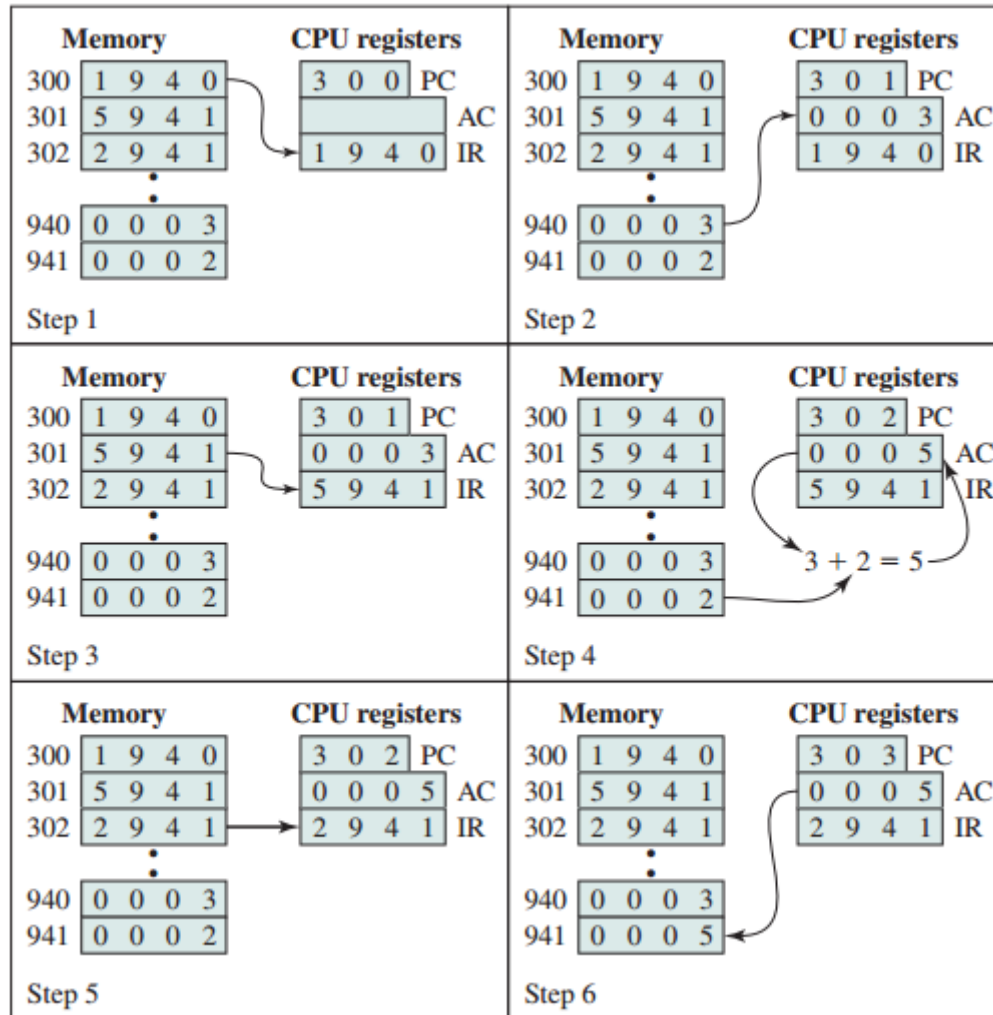 Memory CPU registers
300 1 9 4 0 3 0 0 PC
301 5 9 4 1 AC
302 2 9 4 1 1 9 4 0 IR
940 0 0 0 3
941 0 0 0 2
Step 1
Memory CPU registers
300 1 9 4 0 3 0 1 PC
301 5 9 4 1 0 0 0 3 AC
302 2 9 4 1 1 9 4 0 IR
940 0 0 0 3
941 0 0 0 2
Step 2
Memory CPU registers
300 1 9 4 0 3 0 1 PC
301 5 9 4 1 0 0 0 3 AC
302 2 9 4 1 5 9 4 1 IR
940 0 0 0 3
941 0 0 0 2
Step 3
Memory CPU registers
300 1 9 4 0 3 0 2 PC
301 5 9 4 1 0 0 0 5 AC
302 2 9 4 1 5 9 4 1 IR
940 0 0 0 3 3 + 2 = 5
941 0 0 0 2
Step 4
Memory CPU registers
300 1 9 4 0 3 0 2 PC
301 5 9 4 1 0 0 0 5 AC
302 2 9 4 1 2 9 4 1 IR
940 0 0 0 3
941 0 0 0 2
Step 5
Memory CPU registers
300 1 9 4 0 3 0 3 PC
301 5 9 4 1 0 0 0 5 AC
302 2 9 4 1 2 9 4 1 IR
940 0 0 0 3
941 0 0 0 5
Step 6